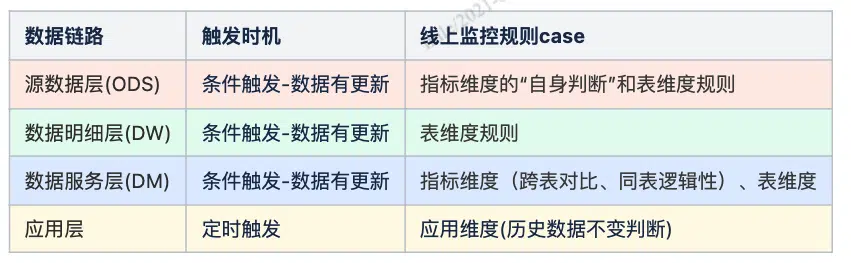 数据链路 触发时机 线上监控规则case
源数据层(ODS) 条件触发-数据有更新 指标维度的“自身判断”和表维度规则
数据明细层(DW) 条件触发-数据有更新 表维度规则
数据服务层(DM) 条件触发-数据有更新 指标维度（跨表对比、同表逻辑性）、表维度
应用层 定时触发 应用维度(历史数据不变判断)